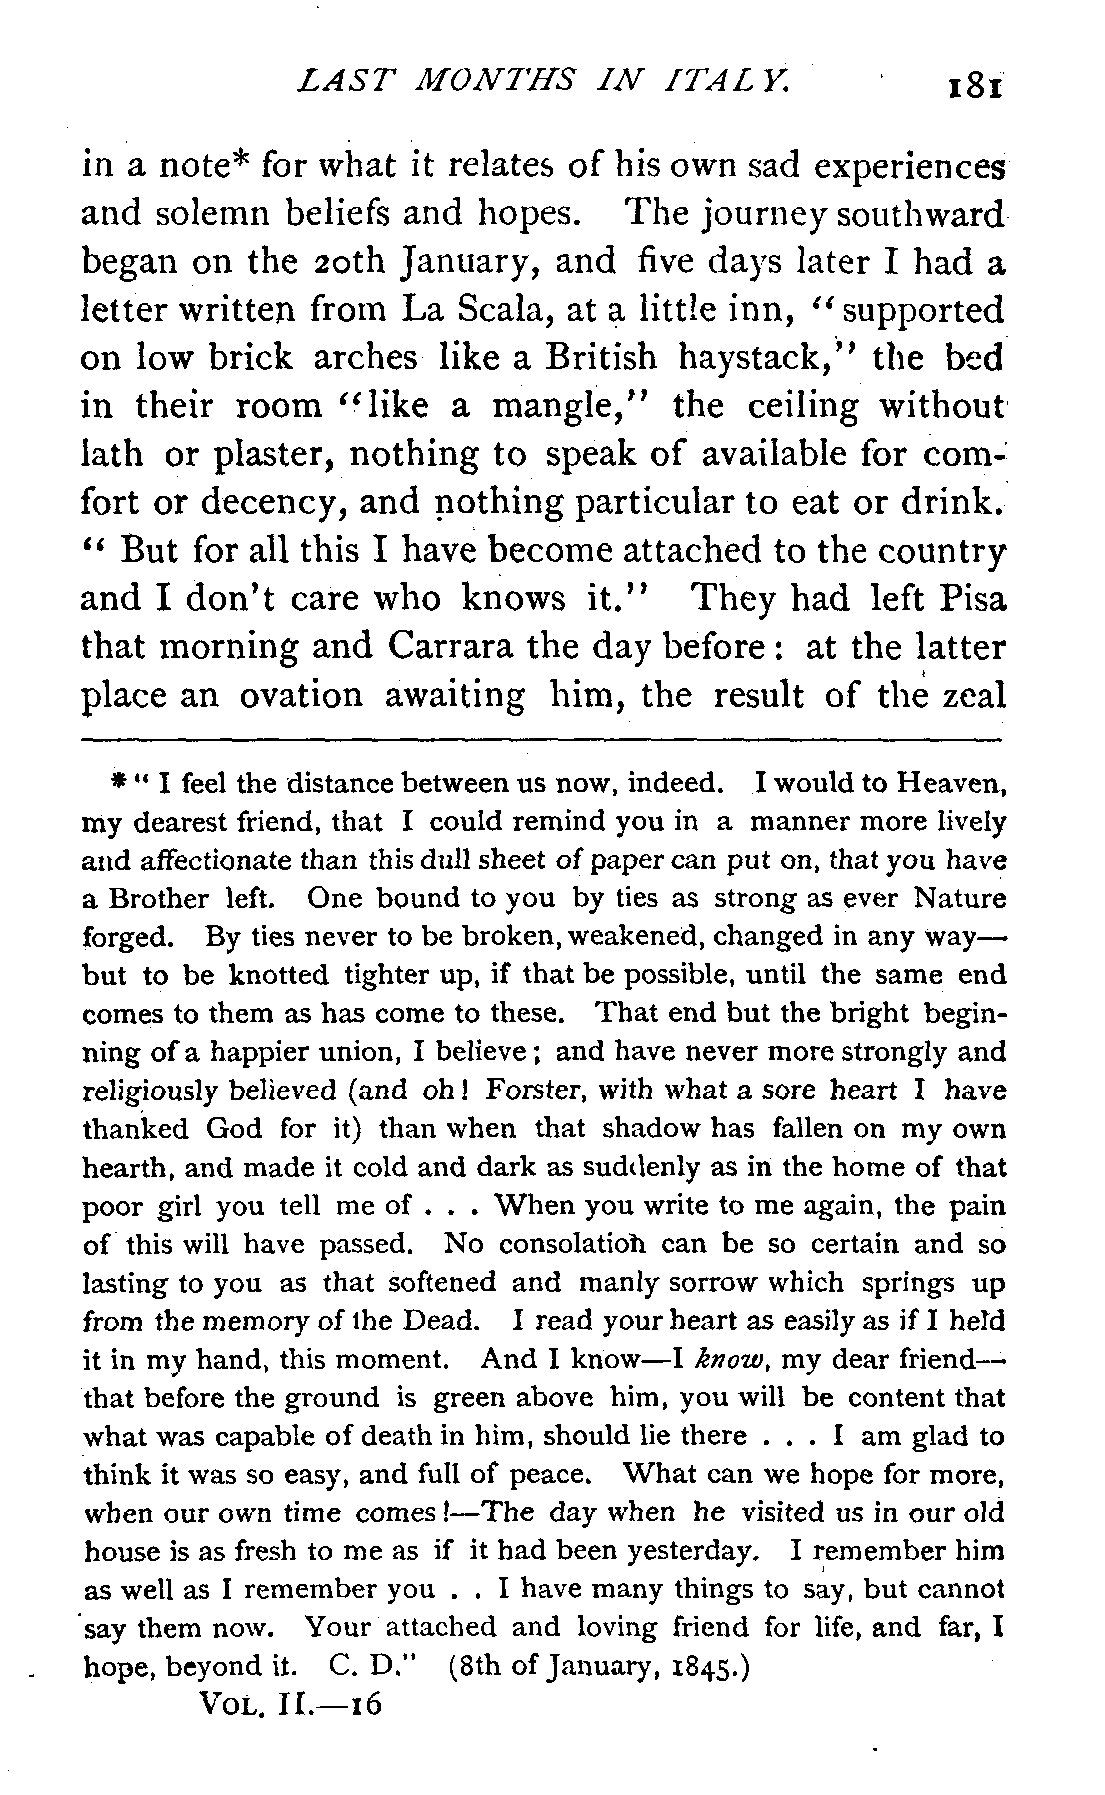 LAST MONTHS IN ITALY. 181
in a note* for what it relates of his own sad experiences
and solemn beliefs and hopes. The journey southward
began on the 20th January, and five days later I had a
letter written from La Scala, at a little inn, "supported
on low brick arches like a British haystack," the bed
in their room "like a mangle," the ceiling without
lath or plaster, nothing to speak of available for com-
fort or decency, and nothing particular to eat or drink.
"But for all this I have become attached to the country
and I don't care who knows it." They had left Pisa
that morning and Carrara the day before: at the latter
place an ovation awaiting him, the result of the zeal
*" I feel the distance between us now, indeed. I would to Heaven,
my dearest friend, that I could remind you in a manner more lively
and affectionate than this dull sheet of paper can put on, that you have
a Brother left. One bound to you by ties as strong as ever Nature
forged. By ties never to be broken, weakened, changed in any way—
but to be knotted tighter up, if that be possible, until the same end
comes to them as has come to these. That end but the bright begin-
ning of a happier union, I believe; and have never more strongly and
religiously believed (and oh! Forster, with what a sore heart I have
thanked God for it) than when that shadow has fallen on my own
hearth, and made it cold and dark as suddenly as in the home of that
poor girl you tell me of . . . When you write to me again, the pain
of this will have passed. No consolation can be so certain and so
lasting to you as that softened and manly sorrow which springs up
from the memory of the Dead. I read your heart as easily as if I held
it in my hand, this moment. And I know—I know, my dear friend—
that before the ground is green above him, you will be content that
what was capable of death in him, should lie there . . . I am glad to
think it was so easy, and full of peace. What can we hope for more,
when our own time comes!—The day when he visited us in our old
house is as fresh to me as if it had been yesterday. I remember him
as well as I remember you . . I have many things to say, but cannot
say them now. Your attached and loving friend for life, and far, I
hope, beyond it. C. D." (8th of January, 1845.)
VOL. II.—16